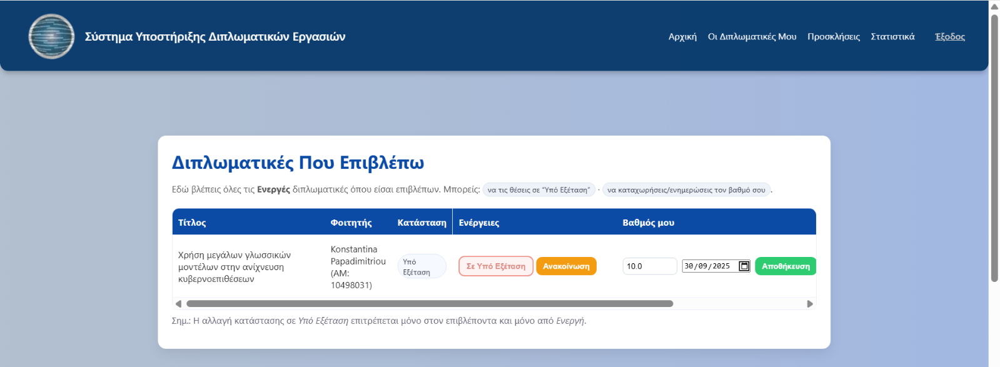 Σύστημα Υποστήριξης Διπλωματικών Εργασιών
Αρχική Οι Διπλωματικές Μου Προσκλήσεις Στατιστικά Έξοδος
Διπλωματικές Που Επιβλέπω
Εδώ βλέπεις όλες τις Ενεργές διπλωματικές όπου είσαι επιβλέπων. Μπορείς: να τις θέσεις σε “Υπό Εξέταση” · να καταχωρήσεις/ενημερώσεις τον βαθμό σου.
Τίτλος Φοιτητής Κατάσταση Ενέργειες Βαθμός μου
Χρήση μεγάλων γλωσσικών
μοντέλων στην ανίχνευση
κυβερνοεπιθέσεων
Konstantina
Papadimitriou
(ΑΜ:
10498031)
Υπό
Εξέταση
Σε Υπό Εξέταση Ανακοίνωση 10.0 30/09/2025 Αποθήκευση
Σημ.: Η αλλαγή κατάστασης σε Υπό Εξέταση επιτρέπεται μόνο στον επιβλέποντα και μόνο από Ενεργή.